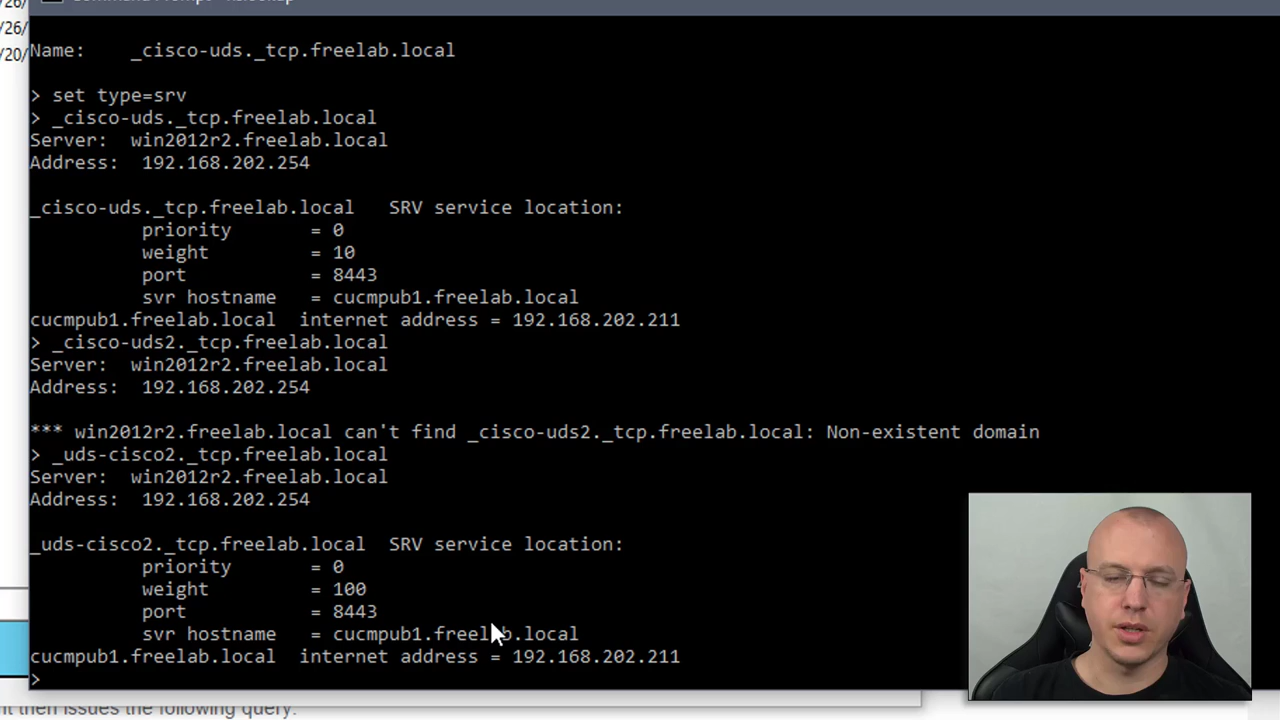 /26/
/26/
/20/
Name:    _cisco-uds._tcp.freelab.local
> set type=srv
> _cisco-uds._tcp.freelab.local
Server:  win2012r2.freelab.local
Address:  192.168.202.254
_cisco-uds._tcp.freelab.local   SRV service location:
priority       = 0
weight         = 10
port           = 8443
svr hostname   = cucmpub1.freelab.local
cucmpub1.freelab.local  internet address = 192.168.202.211
> _cisco-uds2._tcp.freelab.local
Server:  win2012r2.freelab.local
Address:  192.168.202.254
*** win2012r2.freelab.local can't find _cisco-uds2._tcp.freelab.local: Non-existent domain
> _uds-cisco2._tcp.freelab.local
Server:  win2012r2.freelab.local
Address:  192.168.202.254
_uds-cisco2._tcp.freelab.local  SRV service location:
priority       = 0
weight         = 100
port           = 8443
svr hostname   = cucmpub1.freelab.local
cucmpub1.freelab.local  internet address = 192.168.202.211
>
nt then issues the following query: